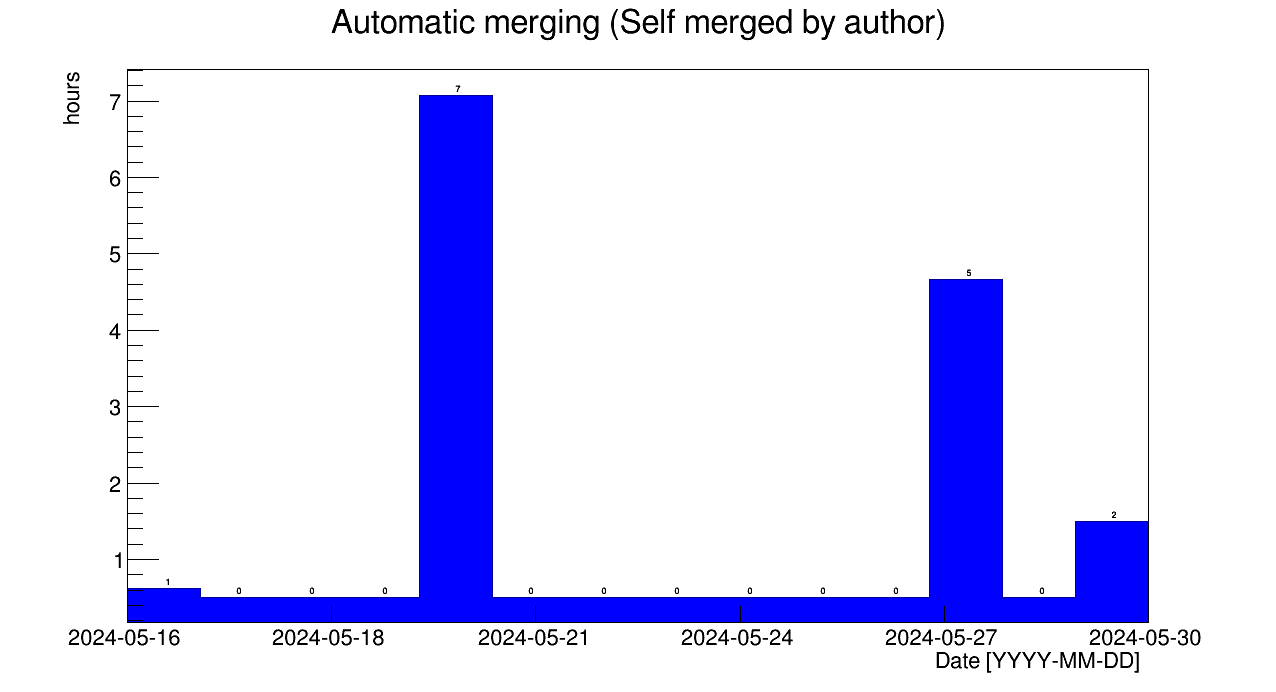 Automatic merging (Self merged by author)
hours
7
6
5
4
3
2
1
1 0 0 0 7 0 0 0 0 0 0 5 0 2
2024-05-16 2024-05-18 2024-05-21 2024-05-24 2024-05-27 2024-05-30
Date [YYYY-MM-DD]